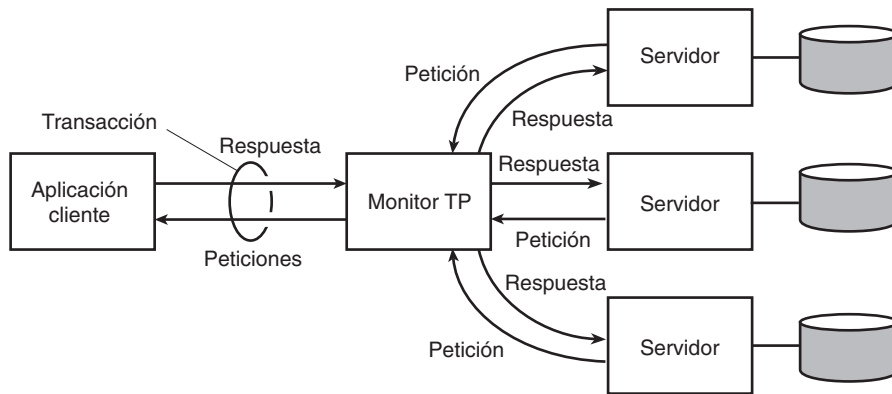 Servidor
Petición
Respuesta
Transacción
Respuesta
Respuesta
Aplicación
cliente
Monitor TP
Servidor
Petición
Peticiones
Respuesta
Petición
Servidor